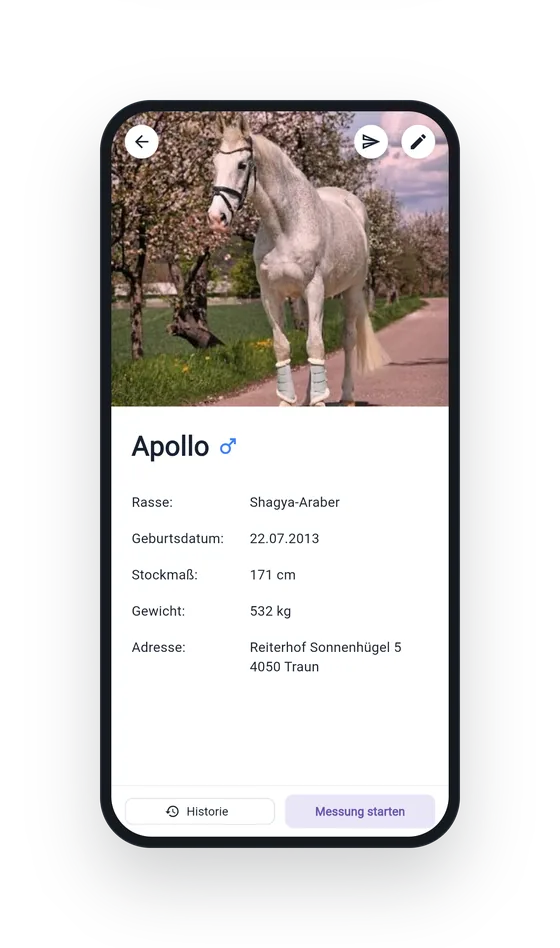 Apollo
Rasse: Shagya-Araber
Geburtsdatum: 22.07.2013
Stockmaß: 171 cm
Gewicht: 532 kg
Adresse: Reiterhof Sonnenhügel 5
4050 Traun
Historie Messung starten